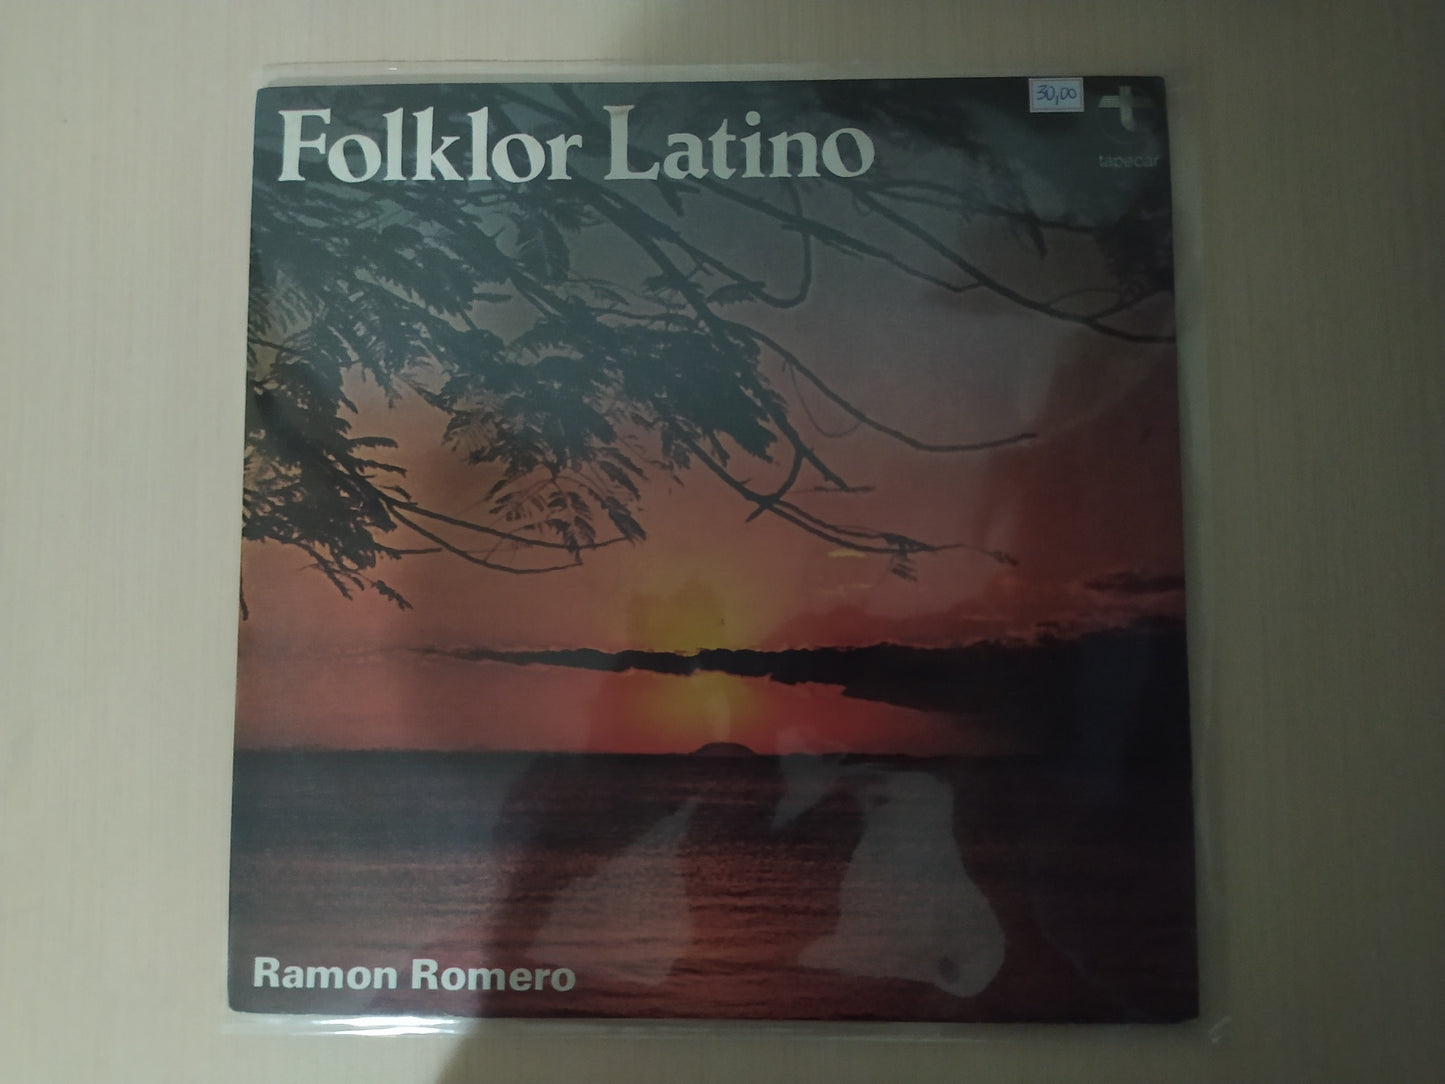 Folklor Latino
30,00
tapecar
Ramon Romero